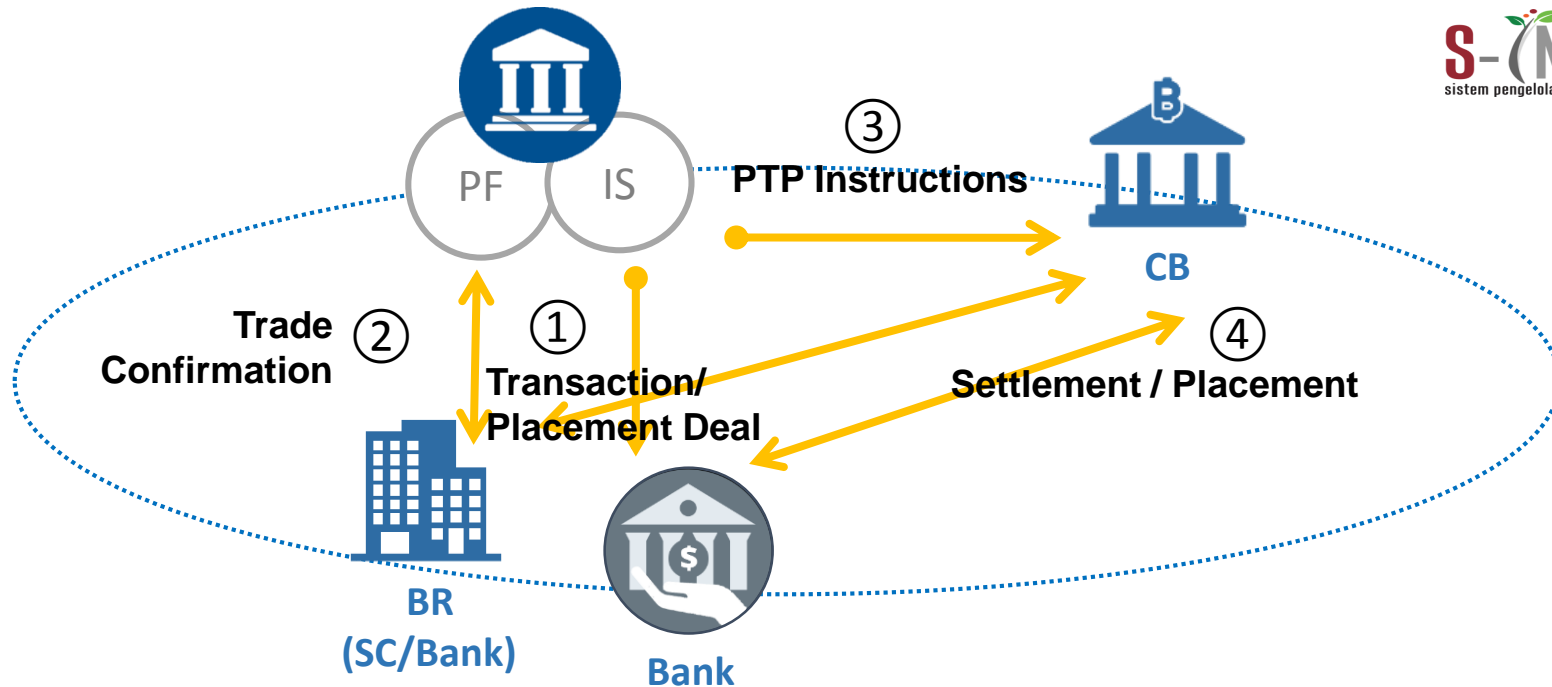 S-IN
sistem pengelola
PF
IS
③
PTP Instructions
₿
CB
Trade
Confirmation
②
①
Transaction/
Placement Deal
④
Settlement / Placement
$
BR
(SC/Bank)
Bank